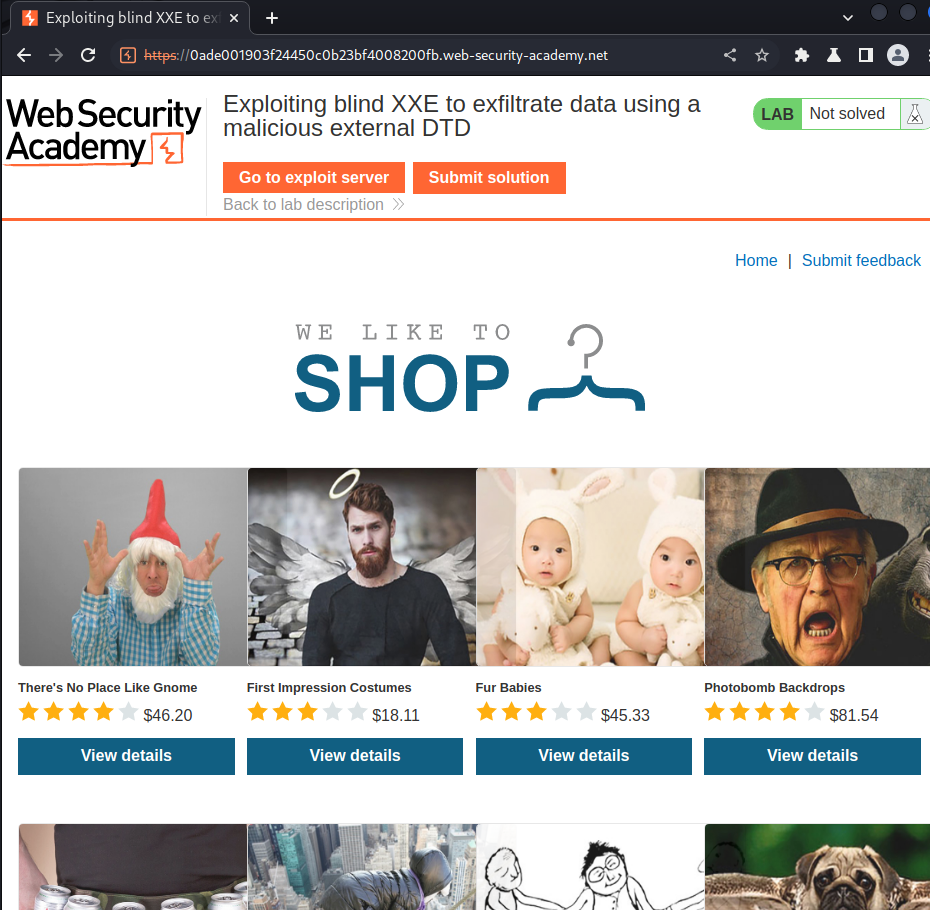 Exploiting blind XXE to ex
https://0ade001903f24450c0b23bf4008200fb.web-security-academy.net
Web Security
Academy
Exploiting blind XXE to exfiltrate data using a
malicious external DTD
LAB Not solved
Go to exploit server Submit solution
Back to lab description
Home | Submit feedback
WE LIKE TO
SHOP
There's No Place Like Gnome First Impression Costumes Fur Babies Photobomb Backdrops
$46.20 $18.11 $45.33 $81.54
View details View details View details View details